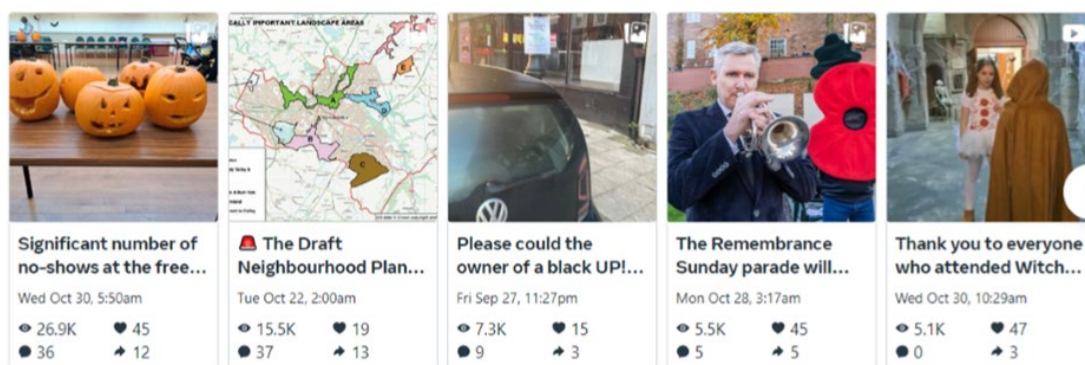 CALLY IMPORTANT LANDSCAPE AREAS
Significant number of
no-shows at the free...
Wed Oct 30, 5:50am
26.9K 45
36 12
🚨 The Draft
Neighbourhood Plan...
Tue Oct 22, 2:00am
15.5K 19
37 13
Please could the
owner of a black UP!...
Fri Sep 27, 11:27pm
7.3K 15
9 3
The Remembrance
Sunday parade will...
Mon Oct 28, 3:17am
5.5K 45
5 5
Thank you to everyone
who attended Witch...
Wed Oct 30, 10:29am
5.1K 47
0 3